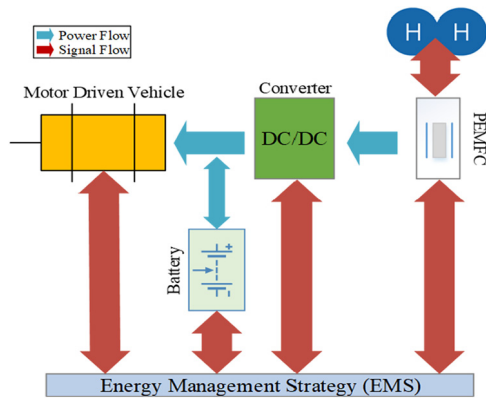 Power Flow
Signal Flow
H H
Motor Driven Vehicle
Converter
DC/DC
PEMFC
Battery
+
-
Energy Management Strategy (EMS)